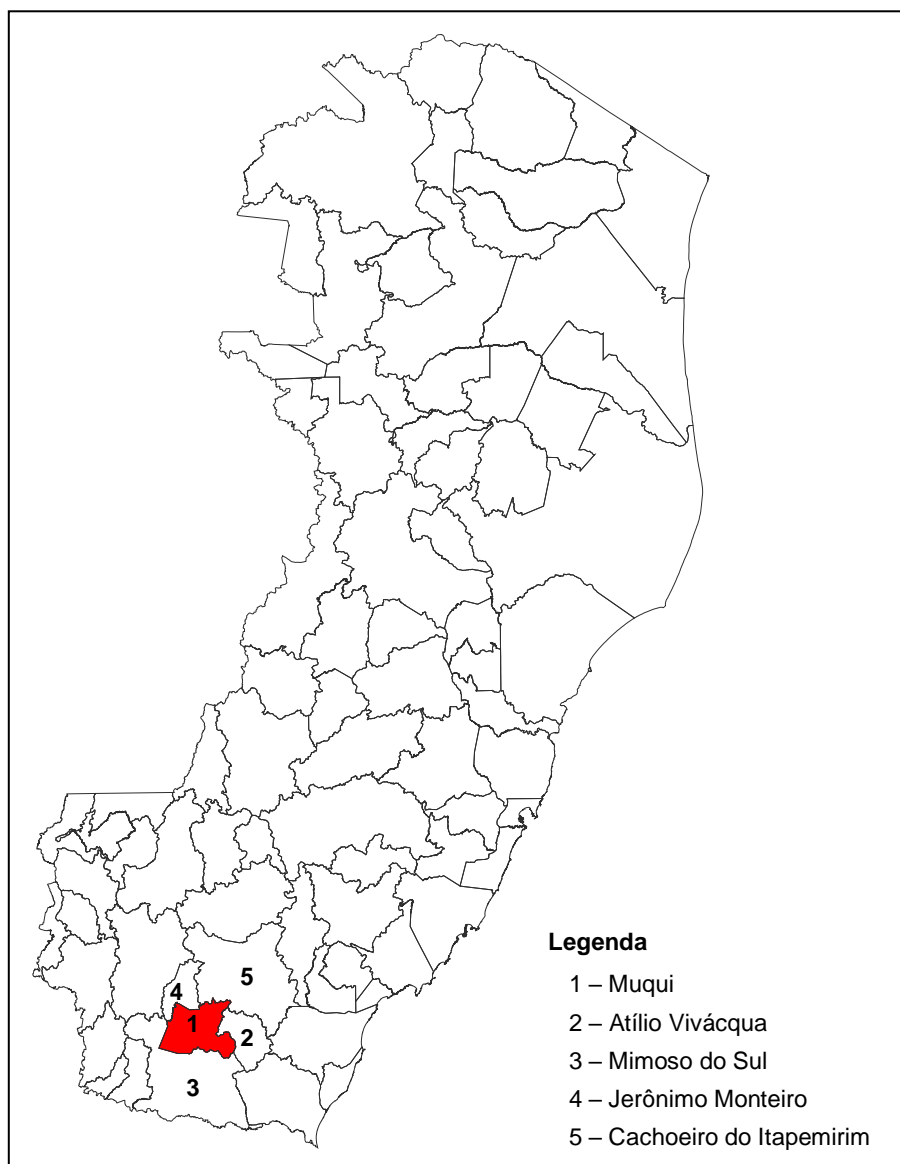 5
4
1
2
3
Legenda
1 – Muqui
2 – Atílio Vivácqua
3 – Mimoso do Sul
4 – Jerônimo Monteiro
5 – Cachoeiro do Itapemirim